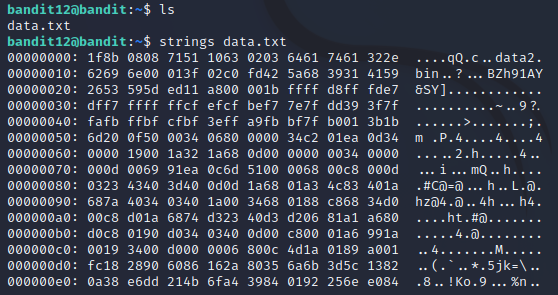 bandit12@bandit:~$ ls
data.txt
bandit12@bandit:~$ strings data.txt
00000000: 1f8b 0808 7151 1063 0203 6461 7461 322e  ....qQ.c..data2.
00000010: 6269 6e00 013f 02c0 fd42 5a68 3931 4159  bin..?...BZh91AY
00000020: 2653 595d ed11 a800 001b ffff d8ff fde7  &SY]............
00000030: dff7 ffff ffcf efcf bef7 7e7f dd39 3f7f  ..........~..9?.
00000040: fafb ffbf cfbf 3eff a9fb bf7f b001 3b1b  ......>.......;.
00000050: 6d20 0f50 0034 0680 0000 34c2 01ea 0d34  m .P.4....4....4
00000060: 0000 1900 1a32 1a68 0d00 0000 0034 0000  .....2.h.....4..
00000070: 000d 0069 91ea 0c6d 5100 0068 00c8 000d  ...i...mQ..h....
00000080: 0323 4340 3d40 0d0d 1a68 01a3 4c83 401a  .#C@=@...h..L.@.
00000090: 687a 4034 0340 1a00 3468 0188 c868 34d0  hz@4.@..4h...h4.
000000a0: 00c8 d01a 6874 d323 40d3 d206 81a1 a680  ....ht.#@.......
000000b0: d0c8 0190 d034 0340 0d00 c800 01a6 991a  .....4.@........
000000c0: 0019 3400 d000 0006 800c 4d1a 0189 a001  ..4.......M.....
000000d0: fc18 2890 6086 162a 8035 6a6b 3d5c 1382  ..(.`..*.5jk=\..
000000e0: 0a38 e6dd 214b 6fa4 3984 0192 256e e084  .8..!Ko.9...%n..